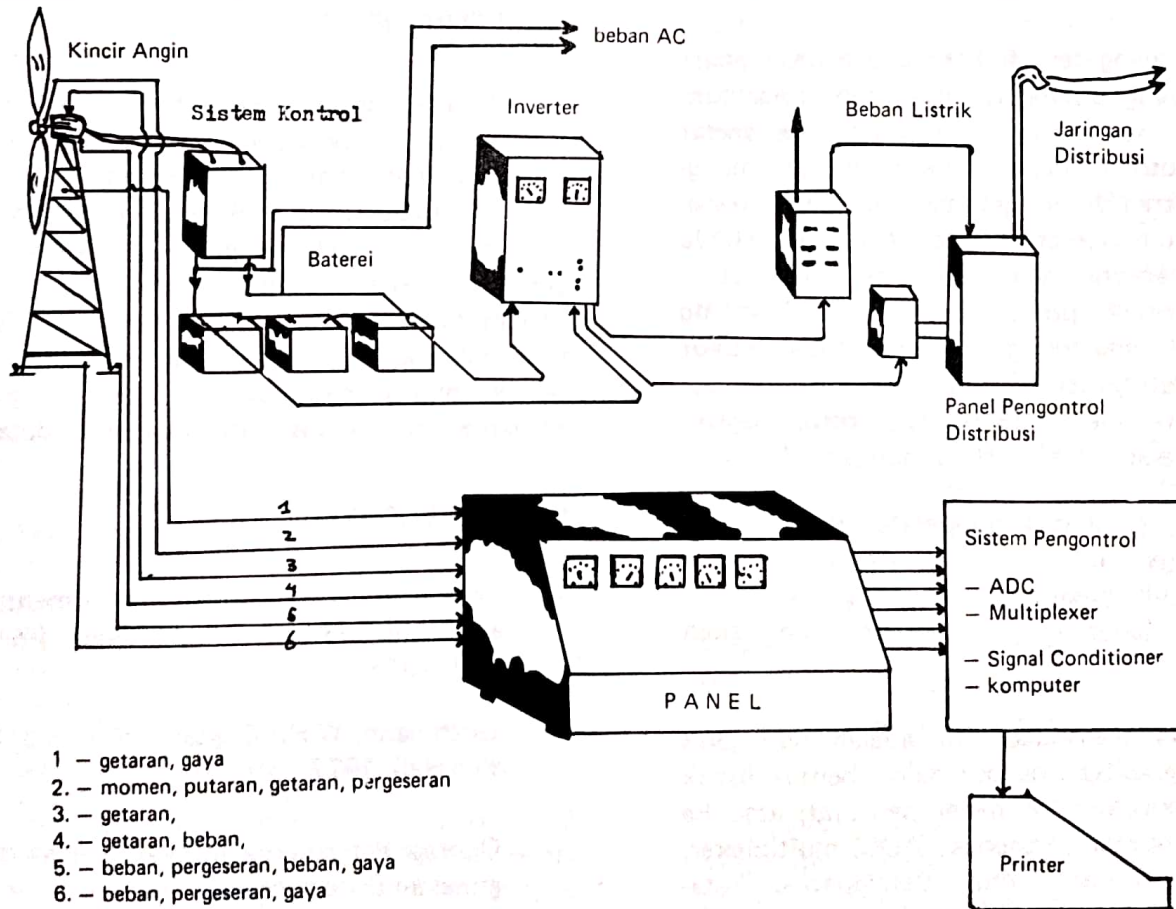 Kincir Angin
beban AC
Sistem Kontrol
Inverter
Beban Listrik
Jaringan
Distribusi
Baterei
Panel Pengontrol
Distribusi
1
2
3
4
5
6
PANEL
Sistem Pengontrol
— ADC
— Multiplexer
— Signal Conditioner
— komputer
Printer
1 — getaran, gaya
2. — momen, putaran, getaran, pergeseran
3. — getaran,
4. — getaran, beban,
5. — beban, pergeseran, beban, gaya
6. — beban, pergeseran, gaya